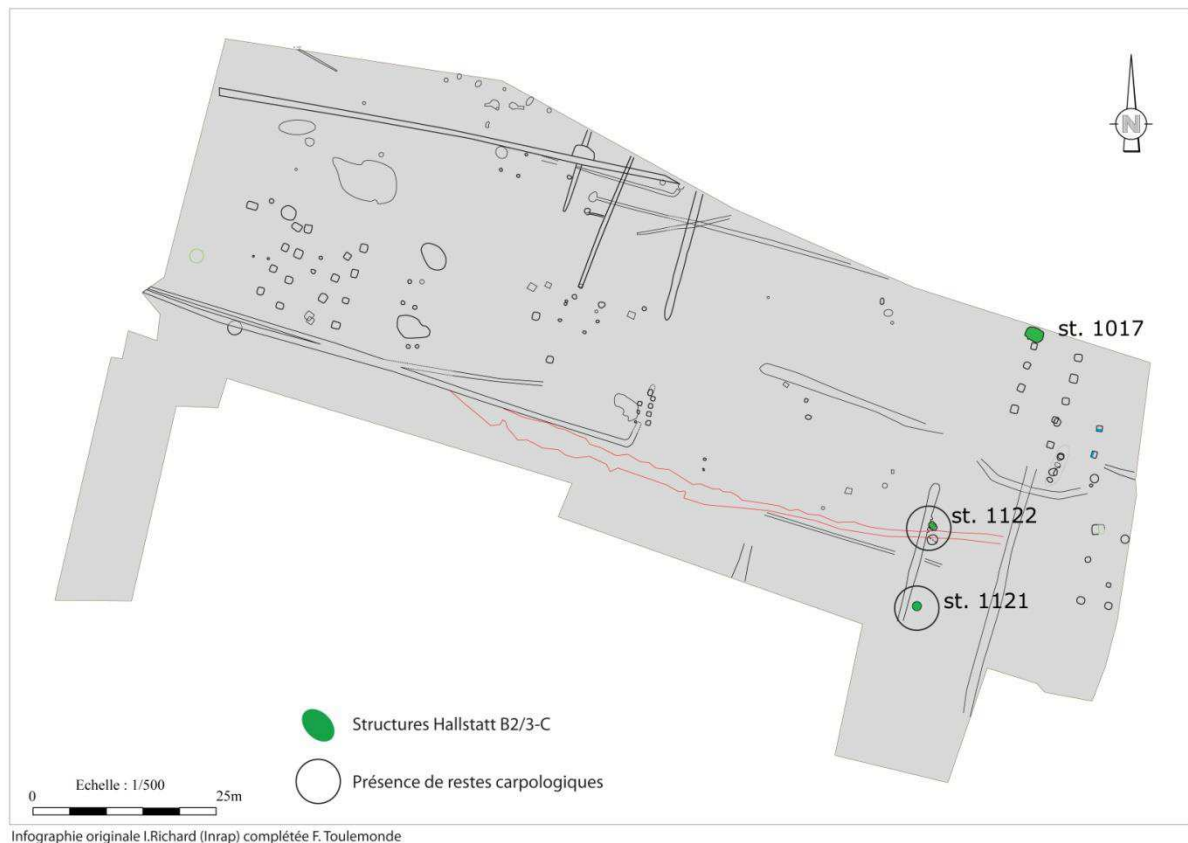 N
st. 1017
st. 1122
st. 1121
Structures Hallstatt B2/3-C
Présence de restes carpologiques
Echelle : 1/500
0 25m
Infographie originale I.Richard (Inrap) complétée F. Toulemonde